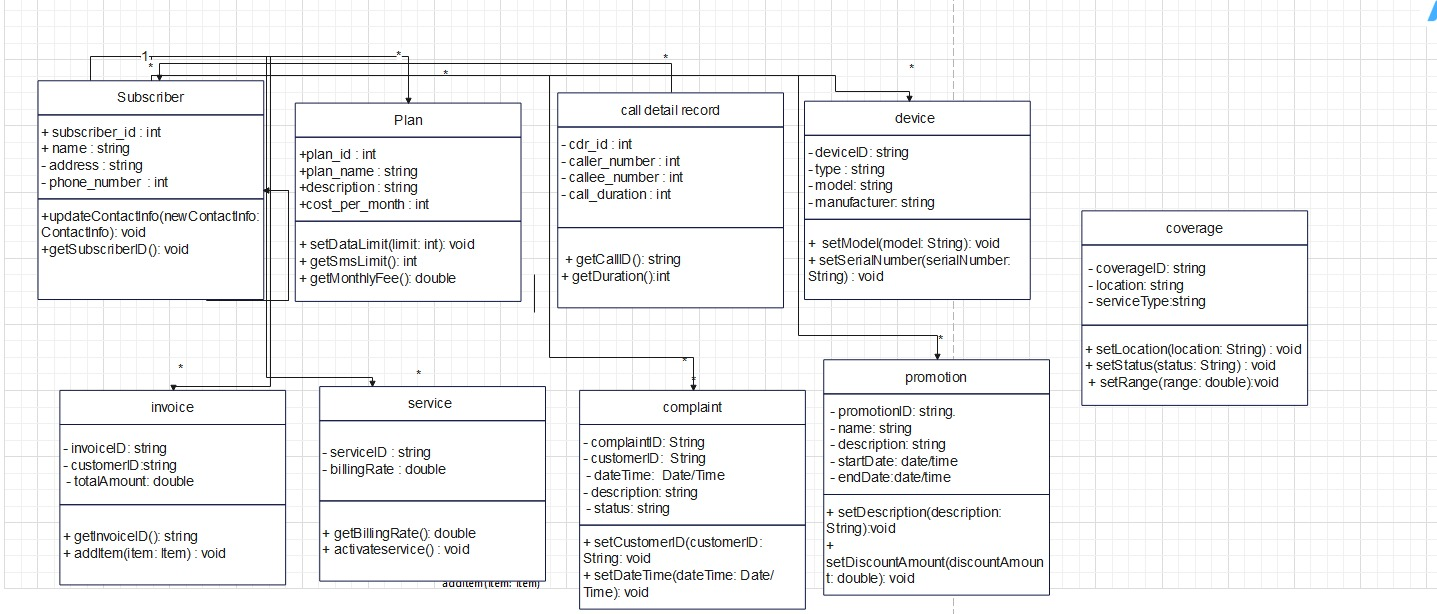 1
*
*
*
*
*
Subscriber
+ subscriber_id : int
+ name : string
- address : string
- phone_number : int
+updateContactInfo(newContactInfo:
ContactInfo): void
+getSubscriberID(): void
Plan
+plan_id : int
+plan_name : string
+description : string
+cost_per_month : int
+ setDataLimit(limit: int): void
+ getSmsLimit(): int
+ getMonthlyFee(): double
call detail record
- cdr_id : int
- caller_number : int
- callee_number : int
- call_duration : int
+ getCallID(): string
+ getDuration():int
device
- deviceID: string
- type : string
- model: string
- manufacturer: string
+ setModel(model: String): void
+ setSerialNumber(serialNumber:
String) : void
coverage
- coverageID: string
- location: string
- serviceType:string
+ setLocation(location: String) : void
+ setStatus(status: String) : void
+ setRange(range: double):void
*
*
*
*
*
invoice
- invoiceID: string
- customerID:string
- totalAmount: double
+ getInvoiceID(): string
+ addItem(item: Item) : void
service
- serviceID : string
- billingRate : double
+ getBillingRate(): double
+ activateservice() : void
addItem(item: Item)
complaint
- complaintID: String
- customerID: String
- dateTime: Date/Time
- description: string
- status: string
+ setCustomerID(customerID:
String: void
+ setDateTime(dateTime: Date/
Time): void
promotion
- promotionID: string.
- name: string
- description: string
- startDate: date/time
- endDate:date/time
+ setDescription(description:
String):void
+
setDiscountAmount(discountAmoun
t: double): void